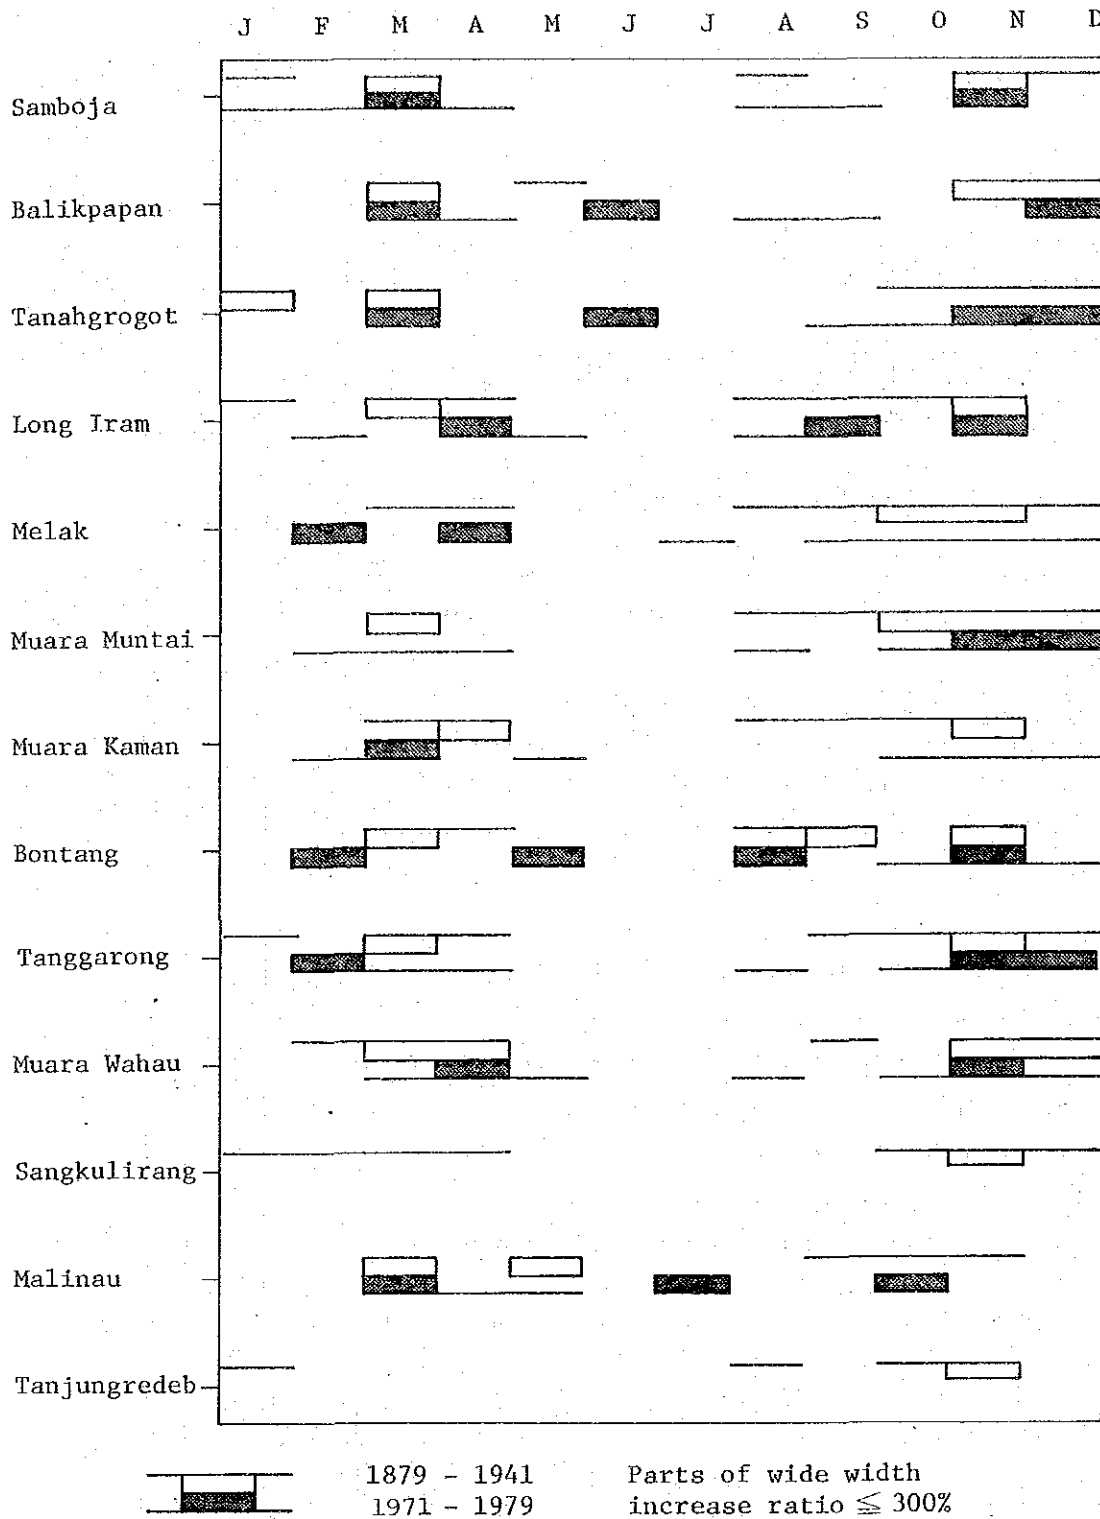 J F M A M J J A S O N D
Samboja
Balikpapan
Tanahgrogot
Long Iram
Melak
Muara Muntai
Muara Kaman
Bontang
Tanggarong
Muara Wahau
Sangkulirang
Malinau
Tanjungredeb
1879 - 1941 Parts of wide width
1971 - 1979 increase ratio ≦ 300%